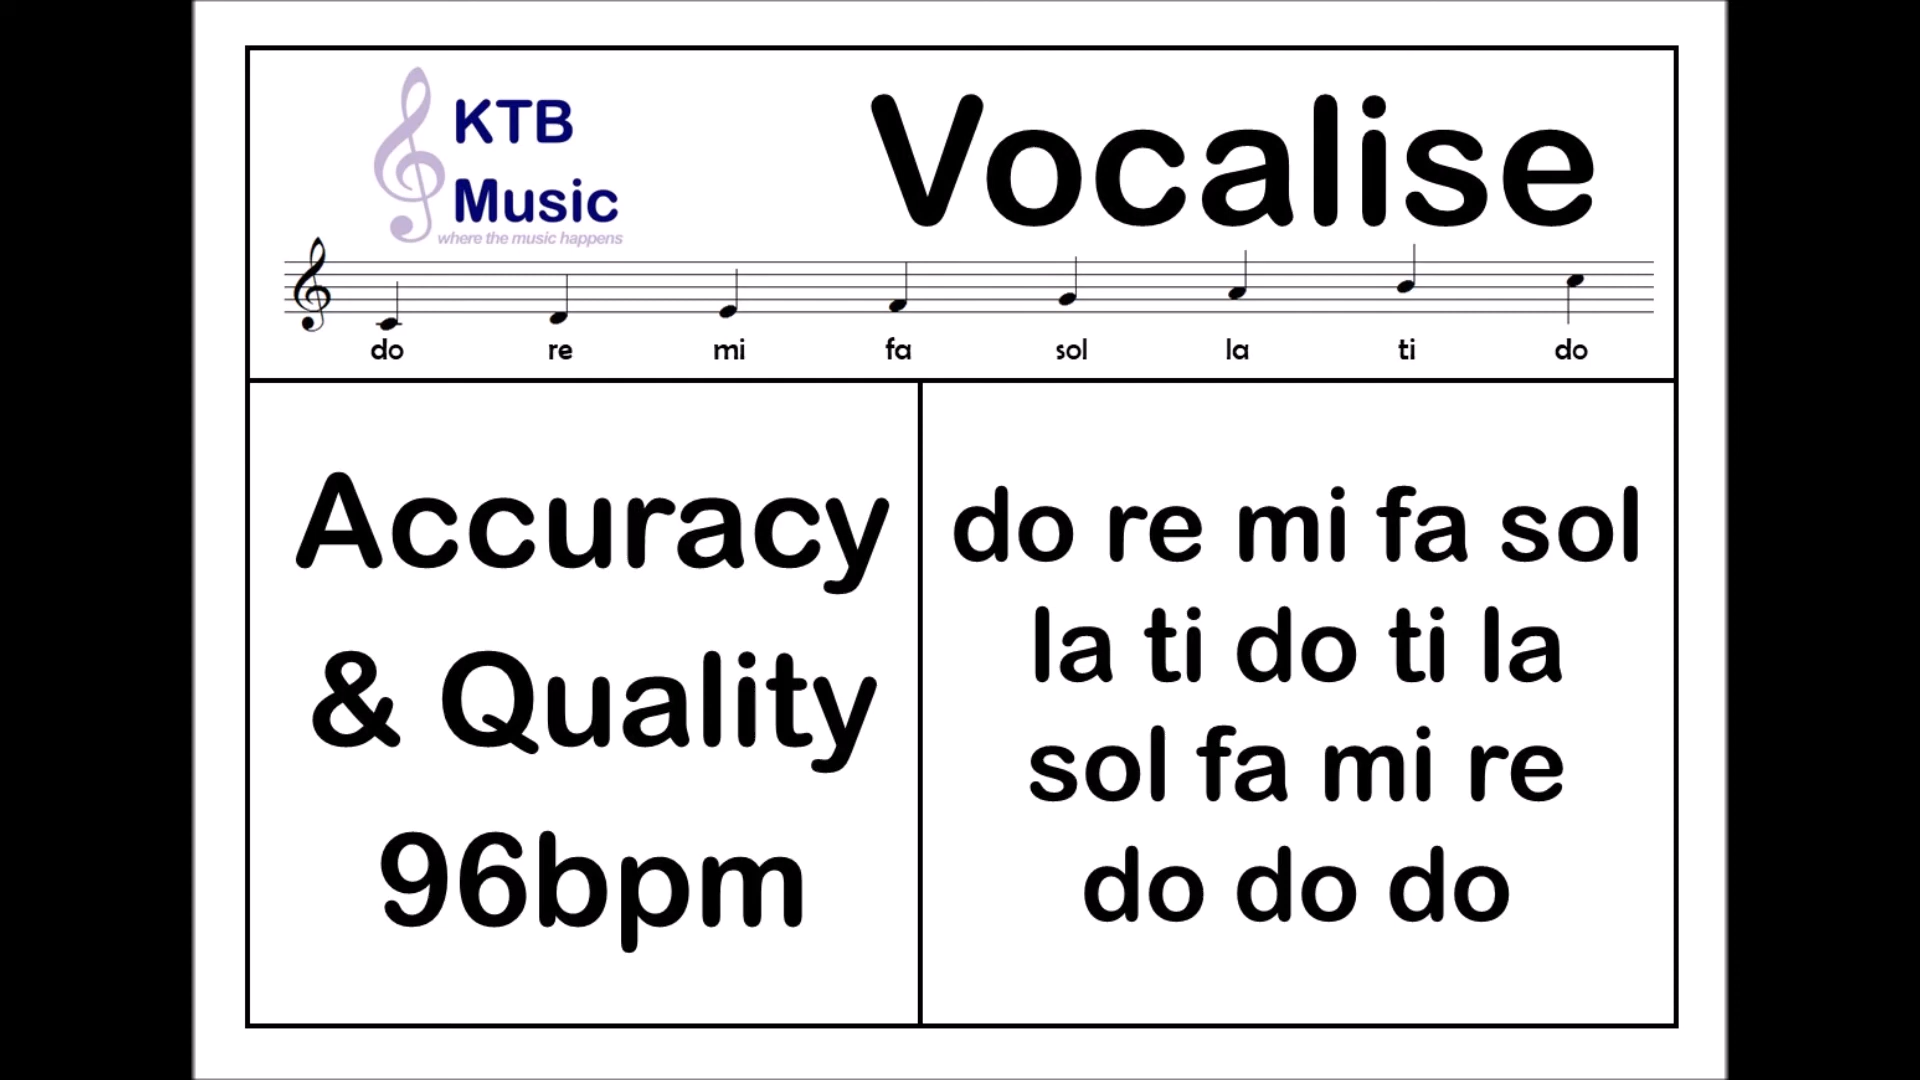 KTB
Music
where the music happens
Vocalise
do re mi fa sol la ti do
Accuracy
& Quality
96bpm
do re mi fa sol
la ti do ti la
sol fa mi re
do do do